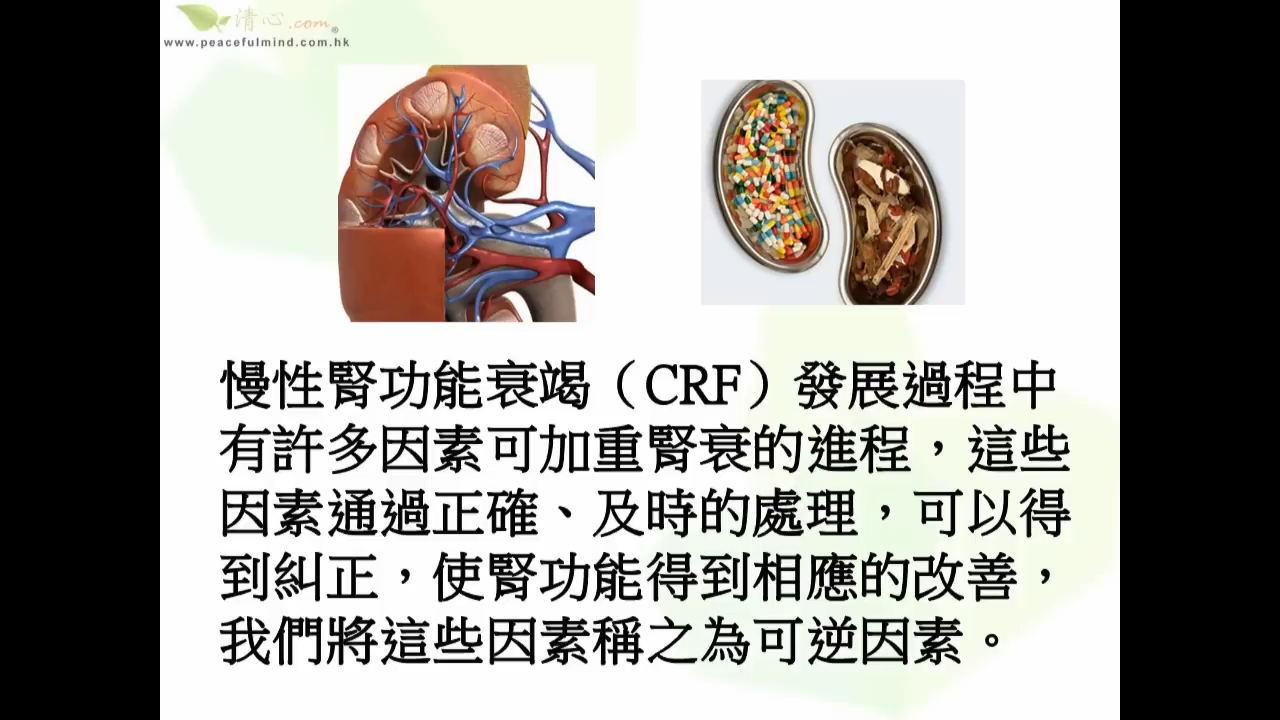 清心.com®
www.peacefulmind.com.hk
慢性腎功能衰竭（CRF）發展過程中
有許多因素可加重腎衰的進程，這些
因素通過正確、及時的處理，可以得
到糾正，使腎功能得到相應的改善，
我們將這些因素稱之為可逆因素。